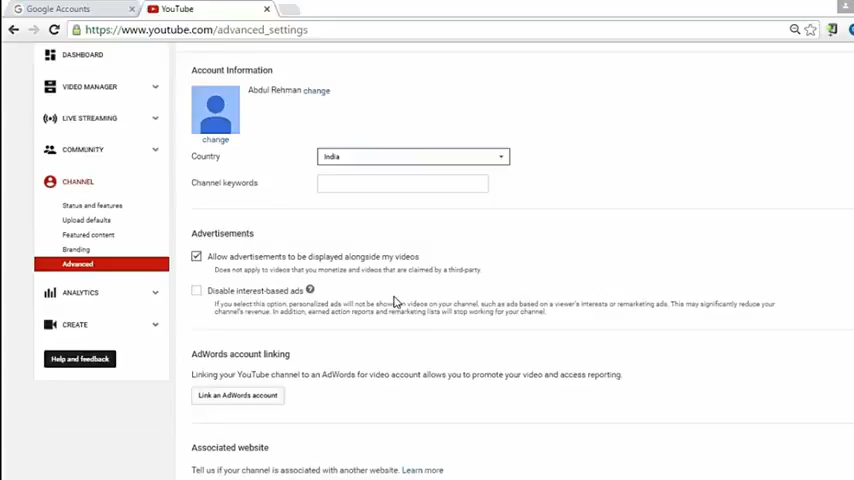 Google Accounts
YouTube
https://www.youtube.com/advanced_settings
DASHBOARD
VIDEO MANAGER
LIVE STREAMING
COMMUNITY
CHANNEL
Status and features
Upload defaults
Featured content
Branding
Advanced
ANALYTICS
CREATE
Help and feedback
Account Information
Abdul Rehman change
change
Country
India
Channel keywords
Advertisements
Allow advertisements to be displayed alongside my videos
Does not apply to videos that you monetize and videos that are claimed by a third-party.
Disable interest-based ads ?
If you select this option, personalized ads will not be show on videos on your channel, such as ads based on a viewer's interests or remarketing ads. This may significantly reduce your
channel's revenue. In addition, earned action reports and remarketing lists will stop working for your channel.
AdWords account linking
Linking your YouTube channel to an AdWords for video account allows you to promote your video and access reporting.
Link an AdWords account
Associated website
Tell us if your channel is associated with another website. Learn more